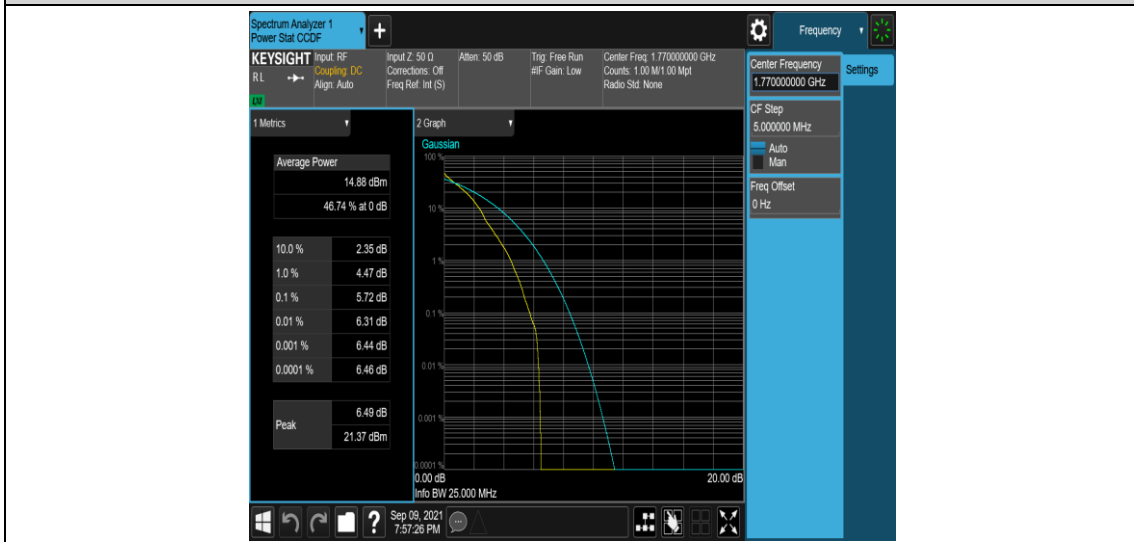 Spectrum Analyzer 1
Power Stat CCDF
+
Frequency
KEYSIGHT
RL
LXI
Input: RF
Coupling: DC
Align: Auto
Input Z: 50 Ω
Corrections: Off
Freq Ref: Int (S)
Atten: 50 dB
Trig: Free Run
#IF Gain: Low
Center Freq: 1.770000000 GHz
Counts: 1.00 M/1.00 Mpt
Radio Std: None
Center Frequency
1.770000000 GHz
Settings
CF Step
5.000000 MHz
Auto
Man
Freq Offset
0 Hz
1 Metrics
Average Power
14.88 dBm
46.74 % at 0 dB
10.0 % 2.35 dB
1.0 % 4.47 dB
0.1 % 5.72 dB
0.01 % 6.31 dB
0.001 % 6.44 dB
0.0001 % 6.46 dB
Peak 6.49 dB
21.37 dBm
2 Graph
Gaussian
100 %
10 %
1 %
0.1 %
0.01 %
0.001 %
0.0001 %
0.00 dB 20.00 dB
Info BW 25.000 MHz
?
Sep 09, 2021
7:57:26 PM